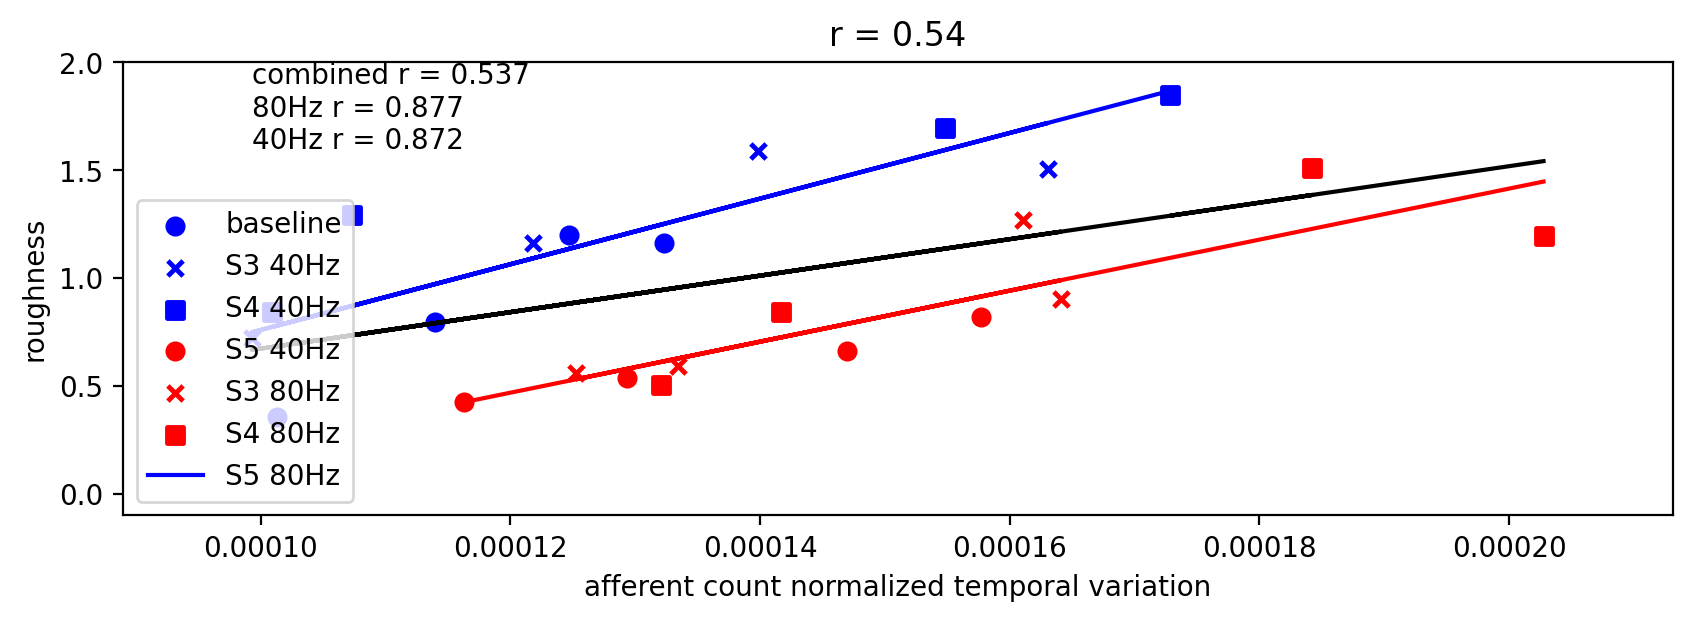 r = 0.54
combined r = 0.537
80Hz r = 0.877
40Hz r = 0.872
2.0
1.5
1.0
0.5
0.0
roughness
baseline
S3 40Hz
S4 40Hz
S5 40Hz
S3 80Hz
S4 80Hz
S5 80Hz
0.00010 0.00012 0.00014 0.00016 0.00018 0.00020
afferent count normalized temporal variation